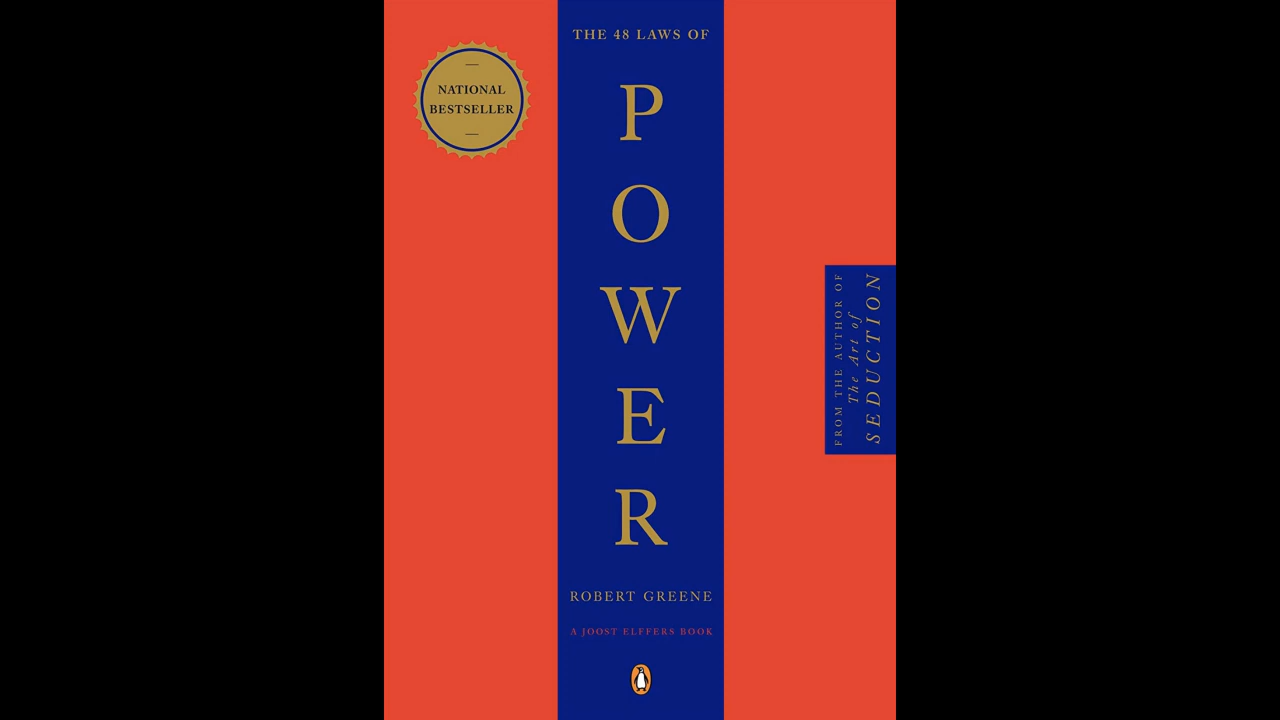 THE 48 LAWS OF
POWER
NATIONAL
BESTSELLER
FROM THE AUTHOR OF
The Art of
SEDUCTION
ROBERT GREENE
A JOOST ELFFERS BOOK